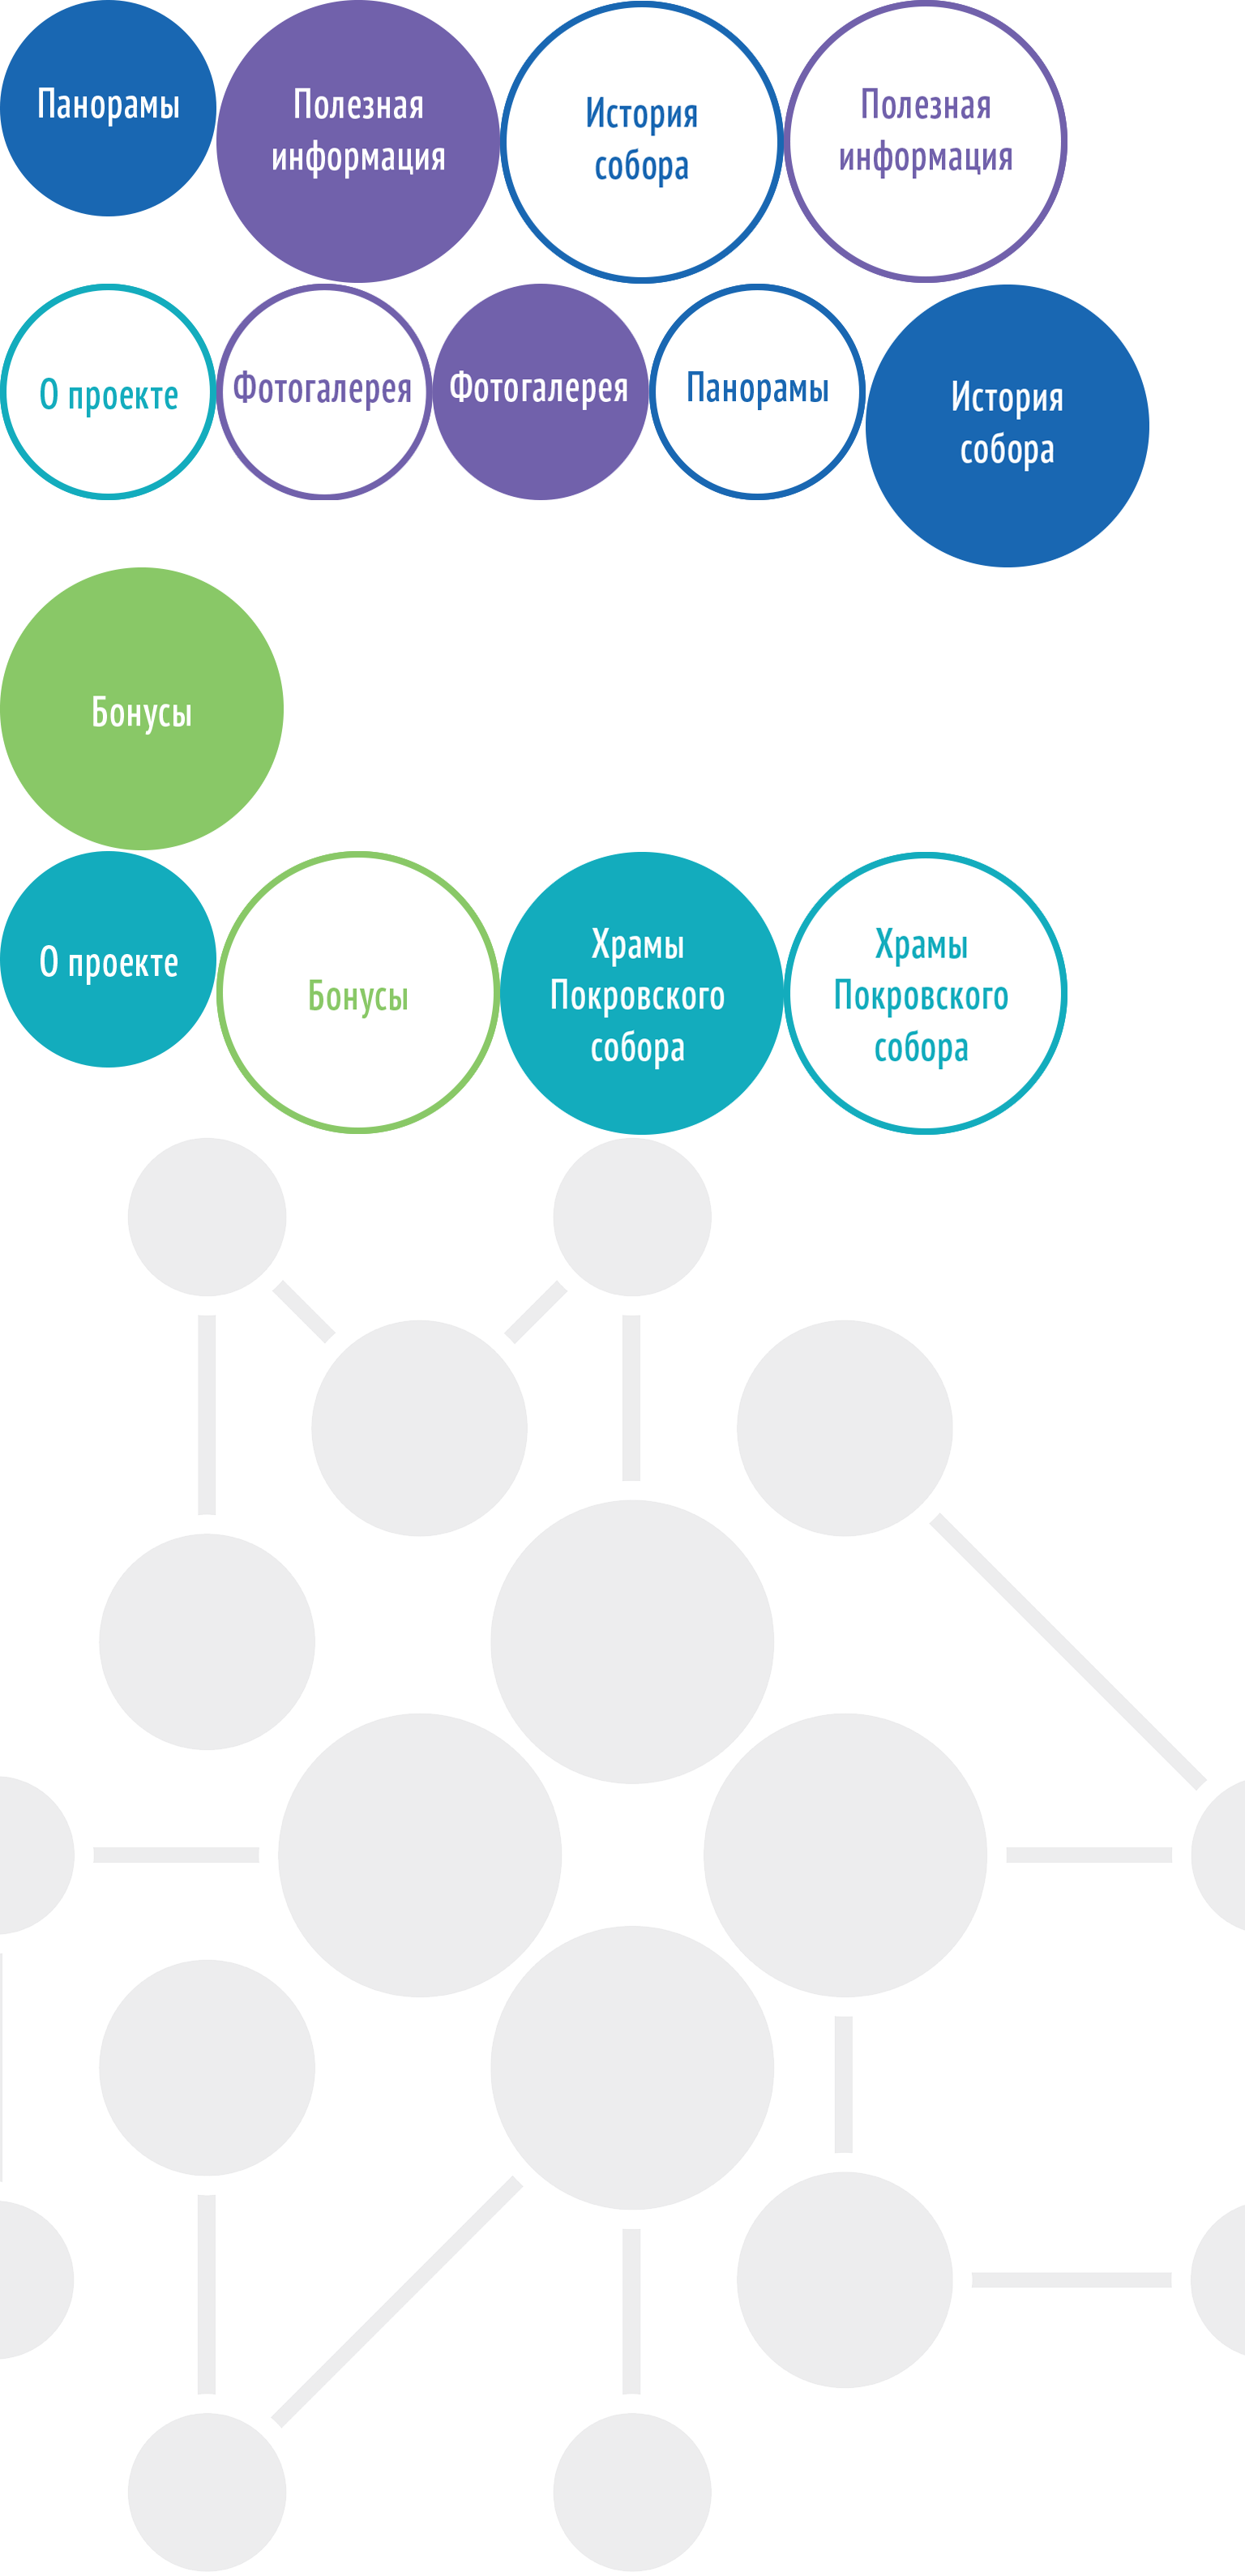 Панорамы
Полезная
информация
История
собора
Полезная
информация
О проекте
Фотогалерея
Фотогалерея
Панорамы
История
собора
Бонусы
О проекте
Бонусы
Храмы
Покровского
собора
Храмы
Покровского
собора